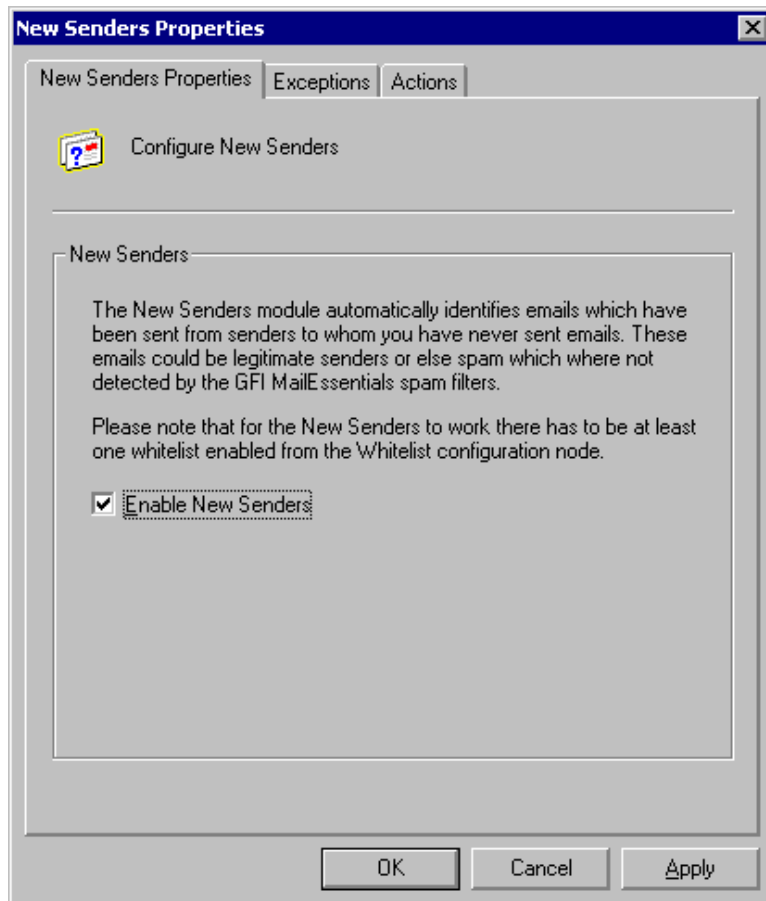 New Senders Properties
New Senders Properties Exceptions Actions
Configure New Senders
New Senders
The New Senders module automatically identifies emails which have
been sent from senders to whom you have never sent emails. These
emails could be legitimate senders or else spam which where not
detected by the GFI MailEssentials spam filters.
Please note that for the New Senders to work there has to be at least
one whitelist enabled from the Whitelist configuration node.
Enable New Senders
OK Cancel Apply